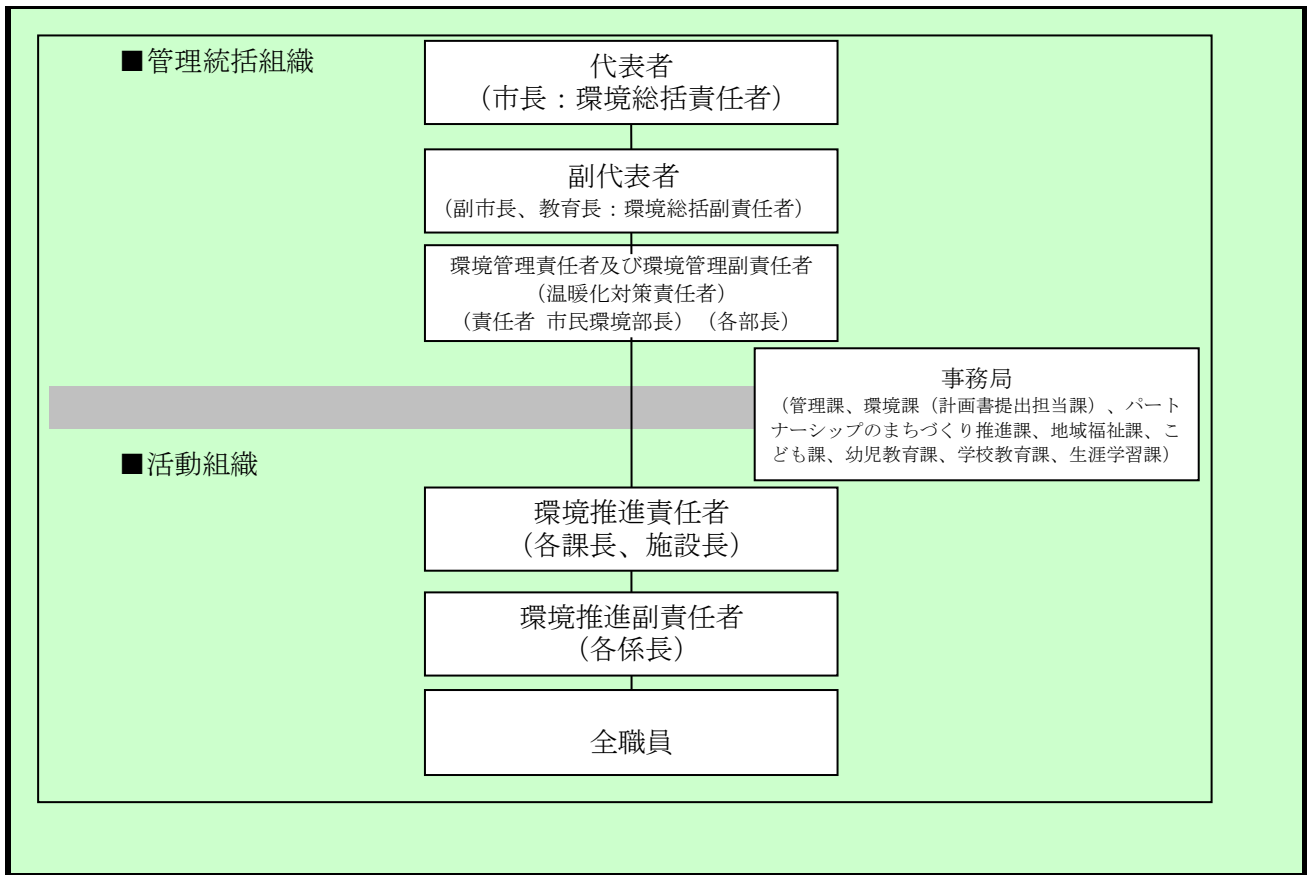 ■管理統括組織
代表者
（市長：環境総括責任者）
副代表者
（副市長、教育長：環境総括副責任者）
環境管理責任者及び環境管理副責任者
（温暖化対策責任者）
（責任者 市民環境部長）（各部長）
事務局
（管理課、環境課（計画書提出担当課）、パート
ナーシップのまちづくり推進課、地域福祉課、こ
ども課、幼児教育課、学校教育課、生涯学習課）
■活動組織
環境推進責任者
（各課長、施設長）
環境推進副責任者
（各係長）
全職員